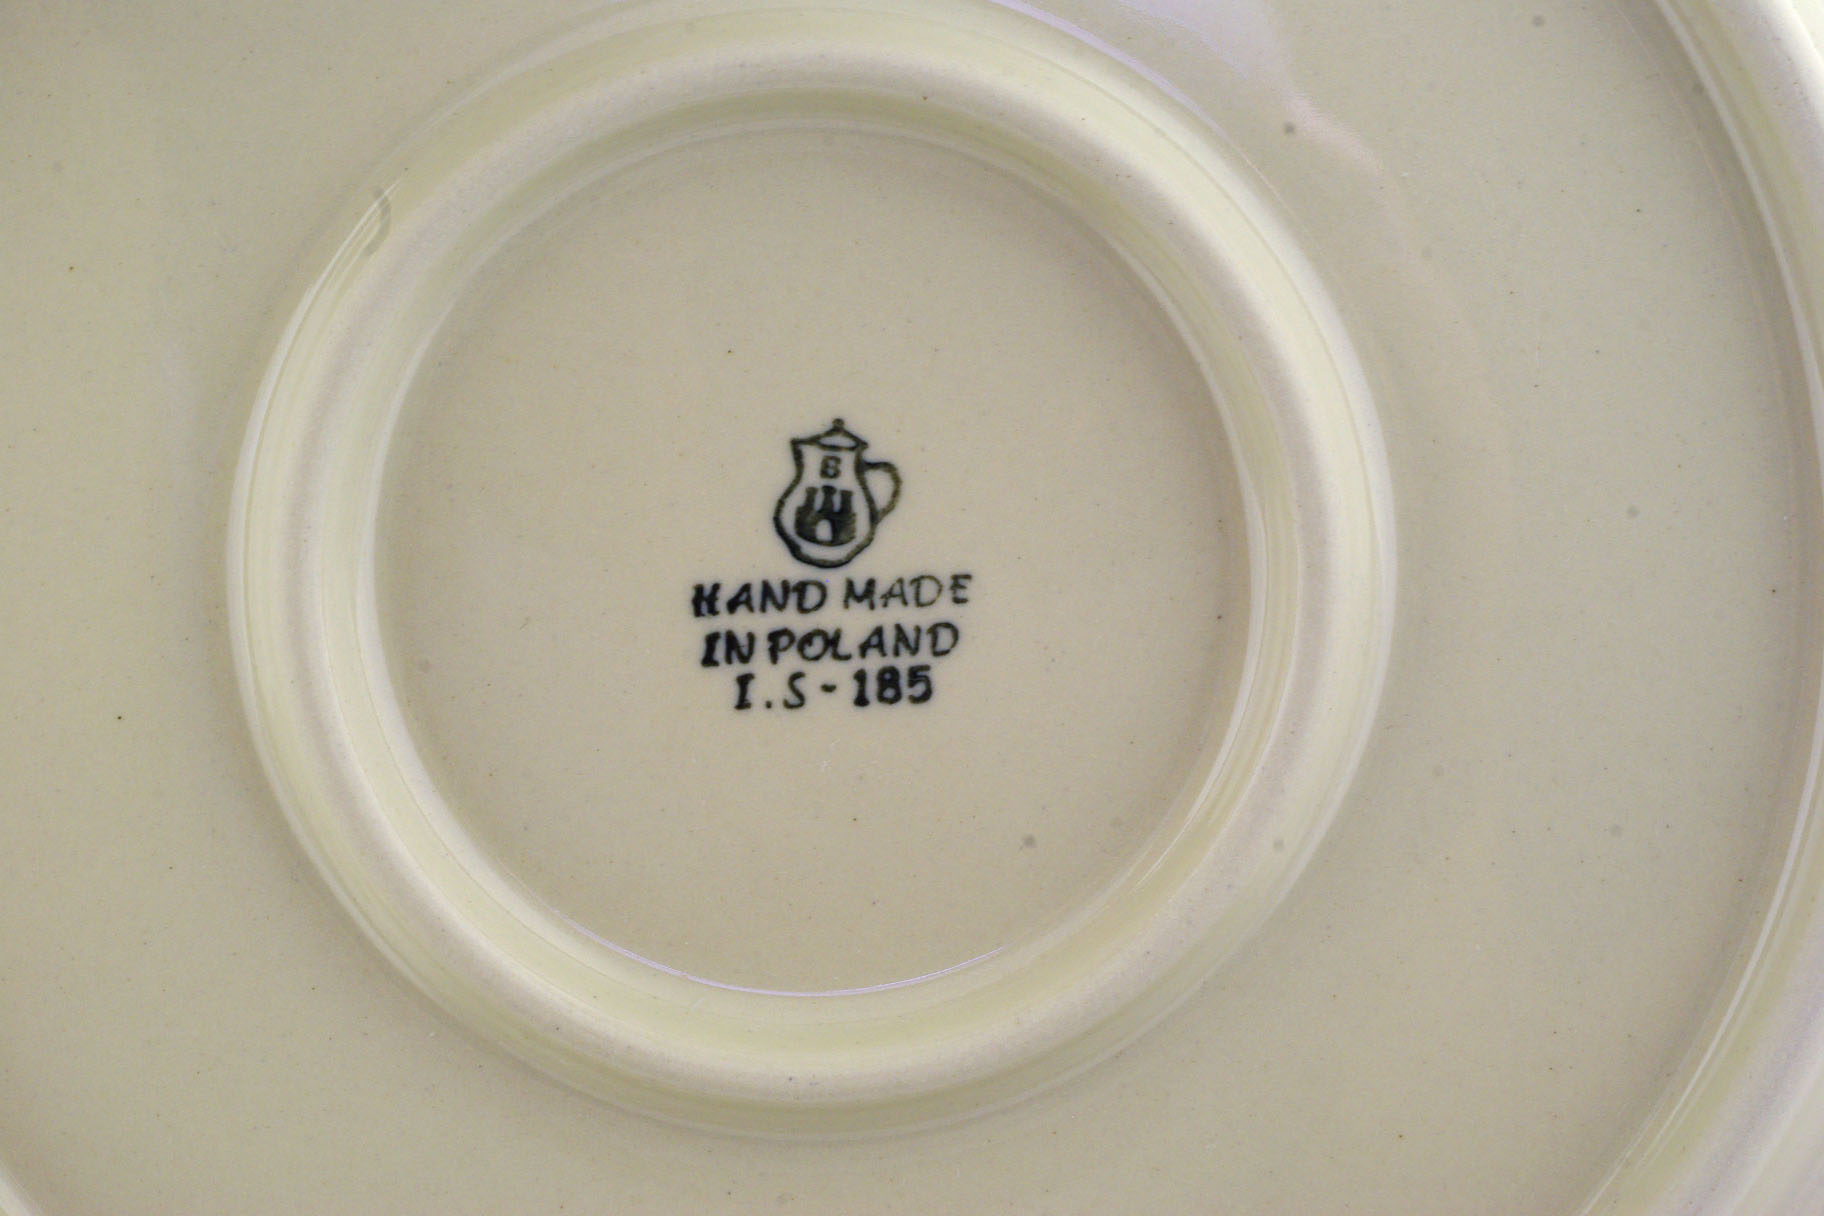 B
HAND MADE
IN POLAND
I.S-185